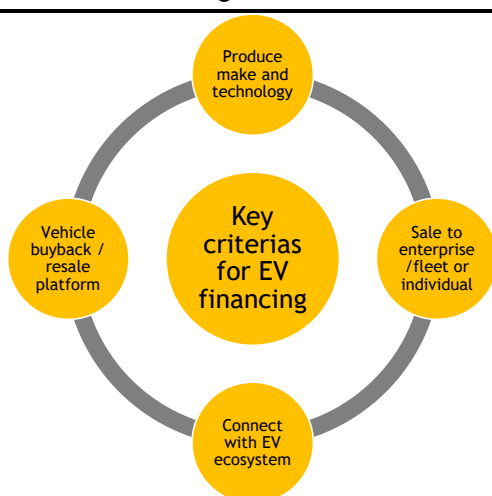 Produce
make and
technology
Key
criterias
for EV
financing
Vehicle
buyback /
resale
platform
Sale to
enterprise
/fleet or
individual
Connect
with EV
ecosystem